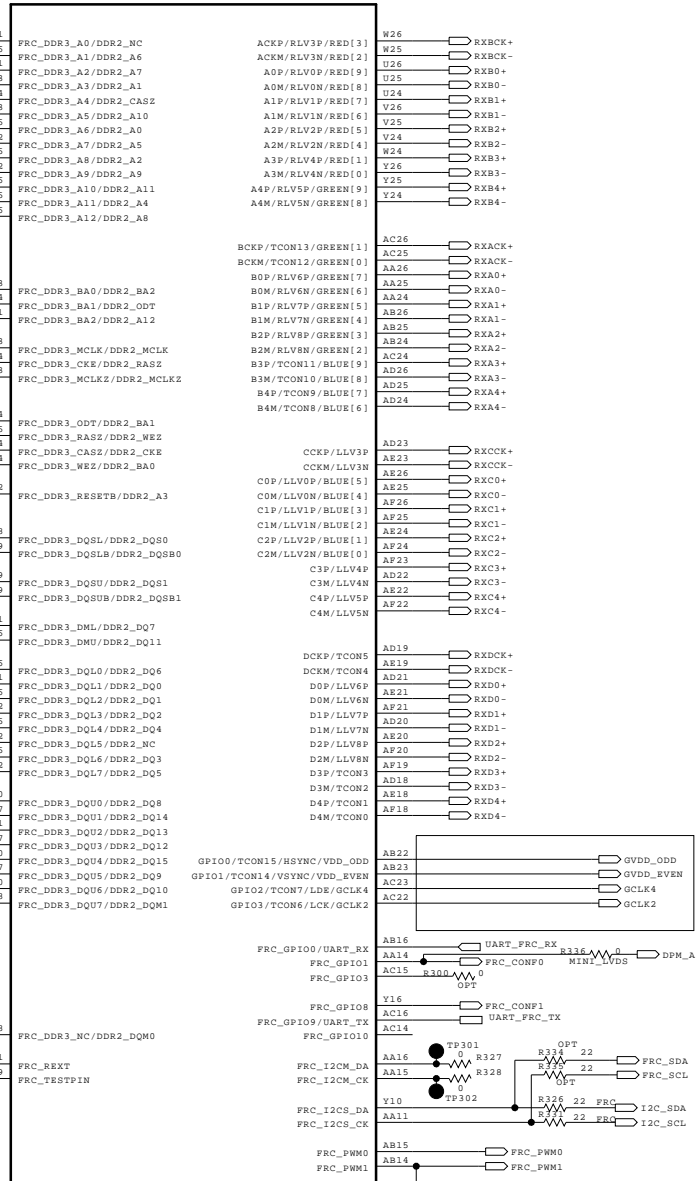 W26
FRC_DDR3_A0/DDR2_NC ACKP/RLV3P/RED[3] RXBCK+
W25
FRC_DDR3_A1/DDR2_A6 ACKM/RLV3N/RED[2] RXBCK-
U26
FRC_DDR3_A2/DDR2_A7 A0P/RLV0P/RED[9] RXB0+
U25
FRC_DDR3_A3/DDR2_A1 A0M/RLV0N/RED[8] RXB0-
U24
FRC_DDR3_A4/DDR2_CASZ A1P/RLV1P/RED[7] RXB1+
V26
FRC_DDR3_A5/DDR2_A10 A1M/RLV1N/RED[6] RXB1-
V25
FRC_DDR3_A6/DDR2_A0 A2P/RLV2P/RED[5] RXB2+
V24
FRC_DDR3_A7/DDR2_A5 A2M/RLV2N/RED[4] RXB2-
W24
FRC_DDR3_A8/DDR2_A2 A3P/RLV4P/RED[1] RXB3+
Y26
FRC_DDR3_A9/DDR2_A9 A3M/RLV4N/RED[0] RXB3-
Y25
FRC_DDR3_A10/DDR2_A11 A4P/RLV5P/GREEN[9] RXB4+
Y24
FRC_DDR3_A11/DDR2_A4 A4M/RLV5N/GREEN[8] RXB4-
FRC_DDR3_A12/DDR2_A8
AC26
BCKP/TCON13/GREEN[1] RXACK+
AC25
BCKM/TCON12/GREEN[0] RXACK-
AA26
B0P/RLV6P/GREEN[7] RXA0+
AA25
FRC_DDR3_BA0/DDR2_BA2 B0M/RLV6N/GREEN[6] RXA0-
AA24
FRC_DDR3_BA1/DDR2_ODT B1P/RLV7P/GREEN[5] RXA1+
AB26
FRC_DDR3_BA2/DDR2_A12 B1M/RLV7N/GREEN[4] RXA1-
AB25
B2P/RLV8P/GREEN[3] RXA2+
AB24
FRC_DDR3_MCLK/DDR2_MCLK B2M/RLV8N/GREEN[2] RXA2-
AC24
FRC_DDR3_CKE/DDR2_RASZ B3P/TCON11/BLUE[9] RXA3+
AD26
FRC_DDR3_MCLKZ/DDR2_MCLKZ B3M/TCON10/BLUE[8] RXA3-
AD25
B4P/TCON9/BLUE[7] RXA4+
AD24
B4M/TCON8/BLUE[6] RXA4-
FRC_DDR3_ODT/DDR2_BA1
FRC_DDR3_RASZ/DDR2_WEZ
AD23
FRC_DDR3_CASZ/DDR2_CKE CCKP/LLV3P RXCCK+
AE23
FRC_DDR3_WEZ/DDR2_BA0 CCKM/LLV3N RXCCK-
AE26
C0P/LLV0P/BLUE[5] RXC0+
AE25
FRC_DDR3_RESETB/DDR2_A3 C0M/LLV0N/BLUE[4] RXC0-
AF26
C1P/LLV1P/BLUE[3] RXC1+
AF25
C1M/LLV1N/BLUE[2] RXC1-
AE24
FRC_DDR3_DQSL/DDR2_DQS0 C2P/LLV2P/BLUE[1] RXC2+
AF24
FRC_DDR3_DQSLB/DDR2_DQSB0 C2M/LLV2N/BLUE[0] RXC2-
AF23
C3P/LLV4P RXC3+
AD22
FRC_DDR3_DQSU/DDR2_DQS1 C3M/LLV4N RXC3-
AE22
FRC_DDR3_DQSUB/DDR2_DQSB1 C4P/LLV5P RXC4+
AF22
C4M/LLV5N RXC4-
FRC_DDR3_DML/DDR2_DQ7
FRC_DDR3_DMU/DDR2_DQ11
AD19
DCKP/TCON5 RXDCK+
AE19
FRC_DDR3_DQL0/DDR2_DQ6 DCKM/TCON4 RXDCK-
AD21
FRC_DDR3_DQL1/DDR2_DQ0 D0P/LLV6P RXD0+
AE21
FRC_DDR3_DQL2/DDR2_DQ1 D0M/LLV6N RXD0-
AF21
FRC_DDR3_DQL3/DDR2_DQ2 D1P/LLV7P RXD1+
AD20
FRC_DDR3_DQL4/DDR2_DQ4 D1M/LLV7N RXD1-
AE20
FRC_DDR3_DQL5/DDR2_NC D2P/LLV8P RXD2+
AF20
FRC_DDR3_DQL6/DDR2_DQ3 D2M/LLV8N RXD2-
AF19
FRC_DDR3_DQL7/DDR2_DQ5 D3P/TCON3 RXD3+
AD18
D3M/TCON2 RXD3-
AE18
FRC_DDR3_DQU0/DDR2_DQ8 D4P/TCON1 RXD4+
AF18
FRC_DDR3_DQU1/DDR2_DQ14 D4M/TCON0 RXD4-
FRC_DDR3_DQU2/DDR2_DQ13
FRC_DDR3_DQU3/DDR2_DQ12
AB22
FRC_DDR3_DQU4/DDR2_DQ15 GPIO0/TCON15/HSYNC/VDD_ODD GVDD_ODD
AB23
FRC_DDR3_DQU5/DDR2_DQ9 GPIO1/TCON14/VSYNC/VDD_EVEN GVDD_EVEN
AC23
FRC_DDR3_DQU6/DDR2_DQ10 GPIO2/TCON7/LDE/GCLK4 GCLK4
AC22
FRC_DDR3_DQU7/DDR2_DQM1 GPIO3/TCON6/LCK/GCLK2 GCLK2
AB16
FRC_GPIO0/UART_RX UART_FRC_RX
AA14 R336 0 DPM_A
FRC_GPIO1 FRC_CONF0 MINI_LVDS
AC15 R300 0
FRC_GPIO3 OPT
Y16
FRC_GPIO8 FRC_CONF1
AC16
FRC_GPIO9/UART_TX UART_FRC_TX
AC14
FRC_DDR3_NC/DDR2_DQM0 FRC_GPIO10
TP301 OPT
AA16 0 R327 R334 22 FRC_SDA
FRC_REXT FRC_I2CM_DA
AA15 R328 R335 22 FRC_SCL
FRC_TESTPIN FRC_I2CM_CK 0 OPT
TP302
Y10 R326 22 FRC I2C_SDA
FRC_I2CS_DA
AA11 R331 22 FRC I2C_SCL
FRC_I2CS_CK
AB15
FRC_PWM0 FRC_PWM0
AB14
FRC_PWM1 FRC_PWM1